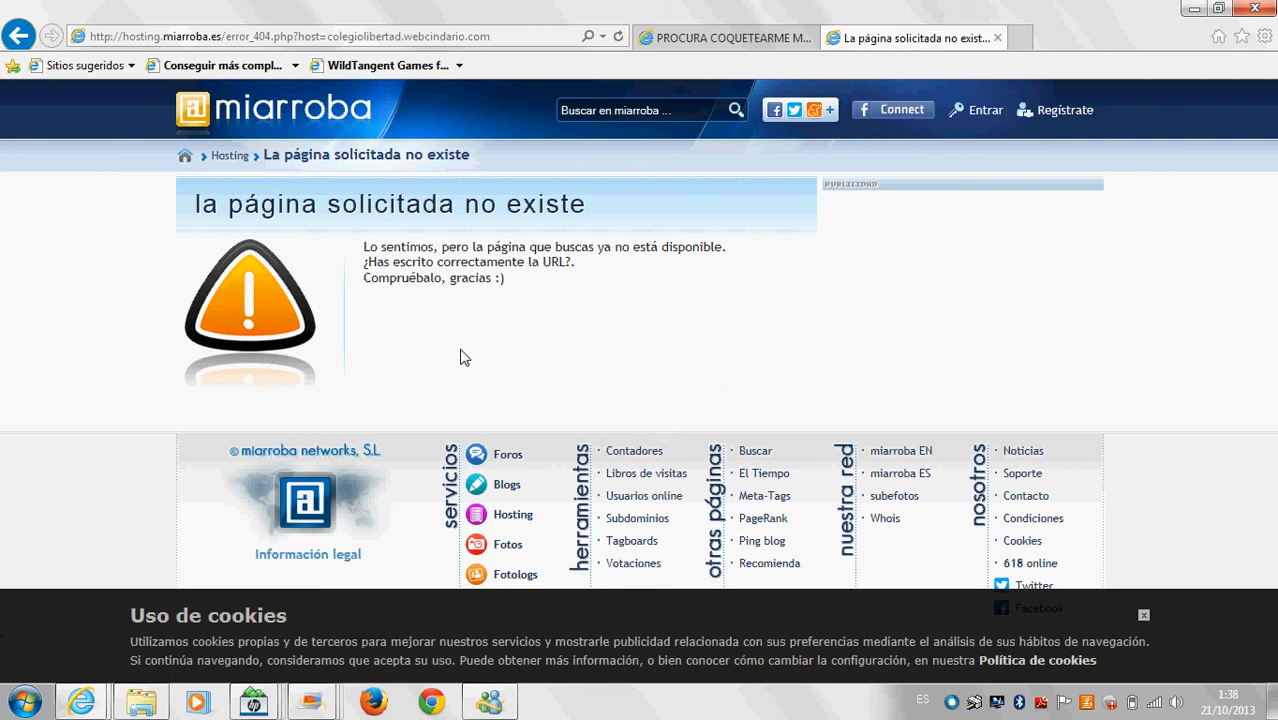 http://hosting.miarroba.es/error_404.php?host=colegiolibertad.webcindario.com
PROCURA COQUETEARME M...
La página solicitada no exist...
Sitios sugeridos
Conseguir más compl...
WildTangent Games f...
@miarroba
Buscar en miarroba ...
Connect
Entrar
Regístrate
Hosting
La página solicitada no existe
la página solicitada no existe
PUBLICIDAD
Lo sentimos, pero la página que buscas ya no está disponible.
¿Has escrito correctamente la URL?.
Compruébalo, gracias :)
© miarroba networks, S.L
Información legal
servicios
Foros
Blogs
Hosting
Fotos
Fotologs
herramientas
Contadores
Libros de visitas
Usuarios online
Subdominios
Tagboards
Votaciones
otras páginas
Buscar
El Tiempo
Meta-Tags
PageRank
Ping blog
Recomienda
nuestra red
miarroba EN
miarroba ES
subefotos
Whois
nosotros
Noticias
Soporte
Contacto
Condiciones
Cookies
618 online
Twitter
Facebook
Uso de cookies
Utilizamos cookies propias y de terceros para mejorar nuestros servicios y mostrarle publicidad relacionada con sus preferencias mediante el análisis de sus hábitos de navegación.
Si continúa navegando, consideramos que acepta su uso. Puede obtener más información, o bien conocer cómo cambiar la configuración, en nuestra Política de cookies
ES
1:38
21/10/2013